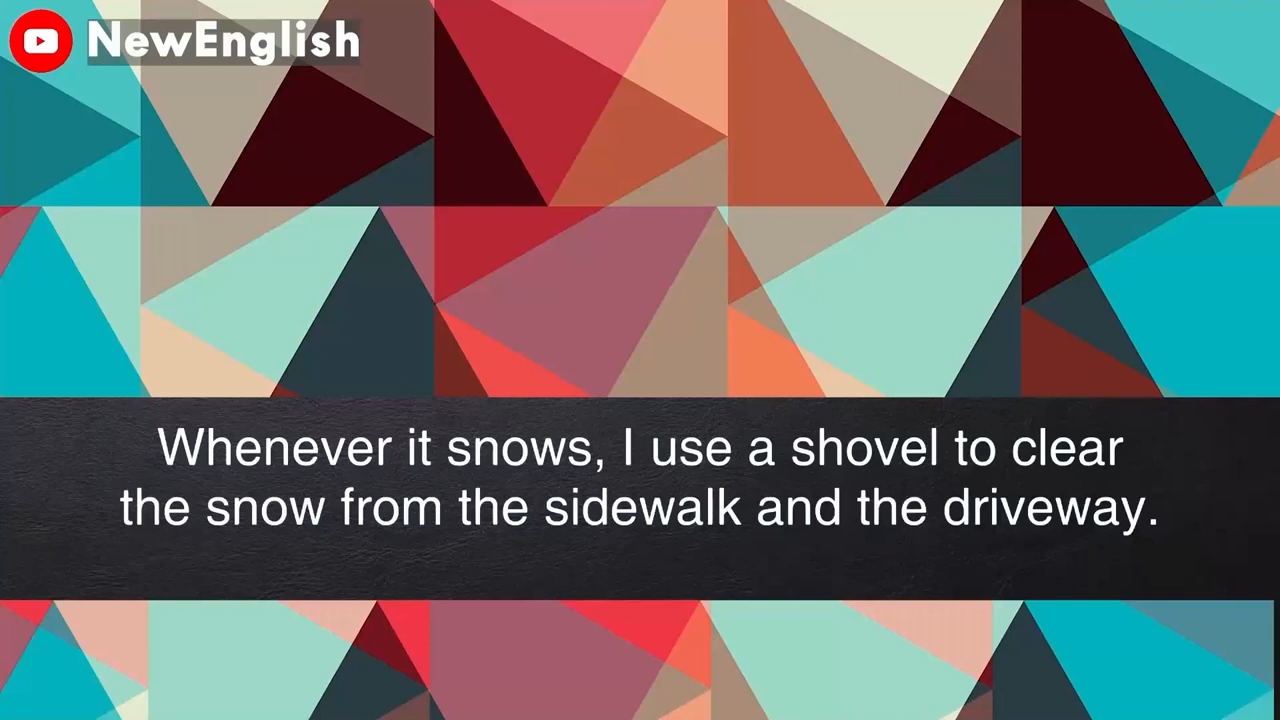 NewEnglish
Whenever it snows, I use a shovel to clear
the snow from the sidewalk and the driveway.